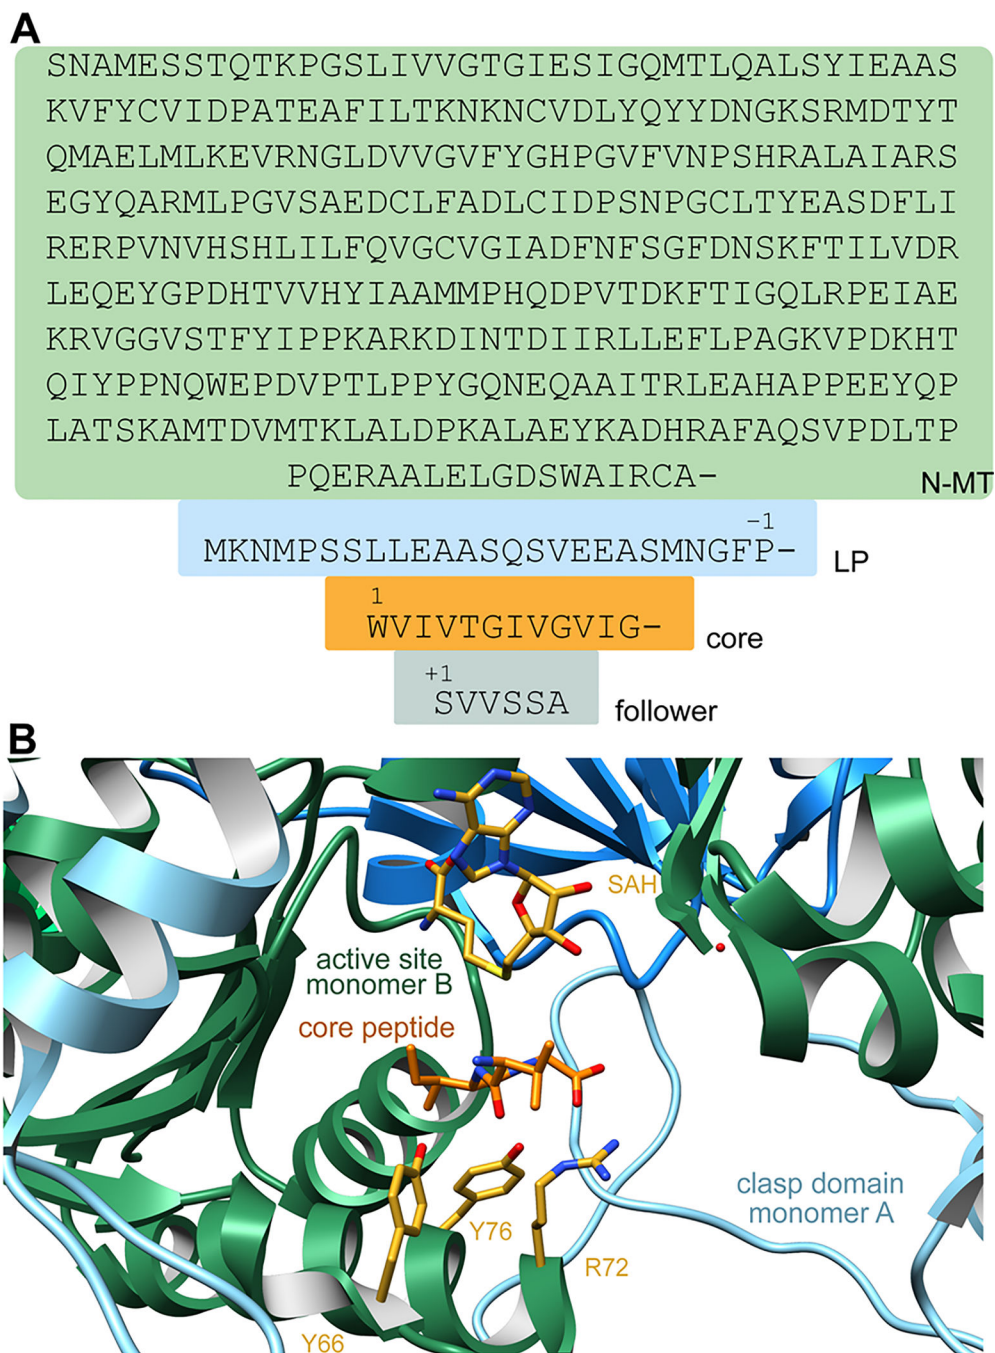 A
SNAMESSTQTKPGSLIVVGTGIESIGQMTLQALSYIEAAS
KVFYCVIDPATEAFILTKNKNCVDLYQYYDNGKSRMDTYT
QMAELMLKEVRNGLDVVGVFYGHPGVFVNPSHRALAIARS
EGYQARMLPGVSAEDCLFADLCIDPSNPGCLTYEASDFLI
RERPVNVHSHLILFQVGCVGIADFNFSGFDNSKFTILVDR
LEQEYGPDHTVVHYIAAMMPHQDPVTDKFTIGQLRPEIAE
KRVGGVSTFYIPPKARKDINTDIIRLLEFLPAGKVPDKHT
QIYPPNQWEPDVPTLPPYGQNEQAAITRLEAHAPPEEYQP
LATSKAMTDVMTKLALDPKALAEYKADHRAFAQSVPDLTP
PQERAALELGDSWAIRCA–
N-MT
–1
MKNMPSSLLEAASQSVEEASMNGFP–
LP
1
WVIVTGIVGVIG–
core
+1
SVVSSA
follower
B
SAH
active site
monomer B
core peptide
clasp domain
monomer A
Y76
R72
Y66